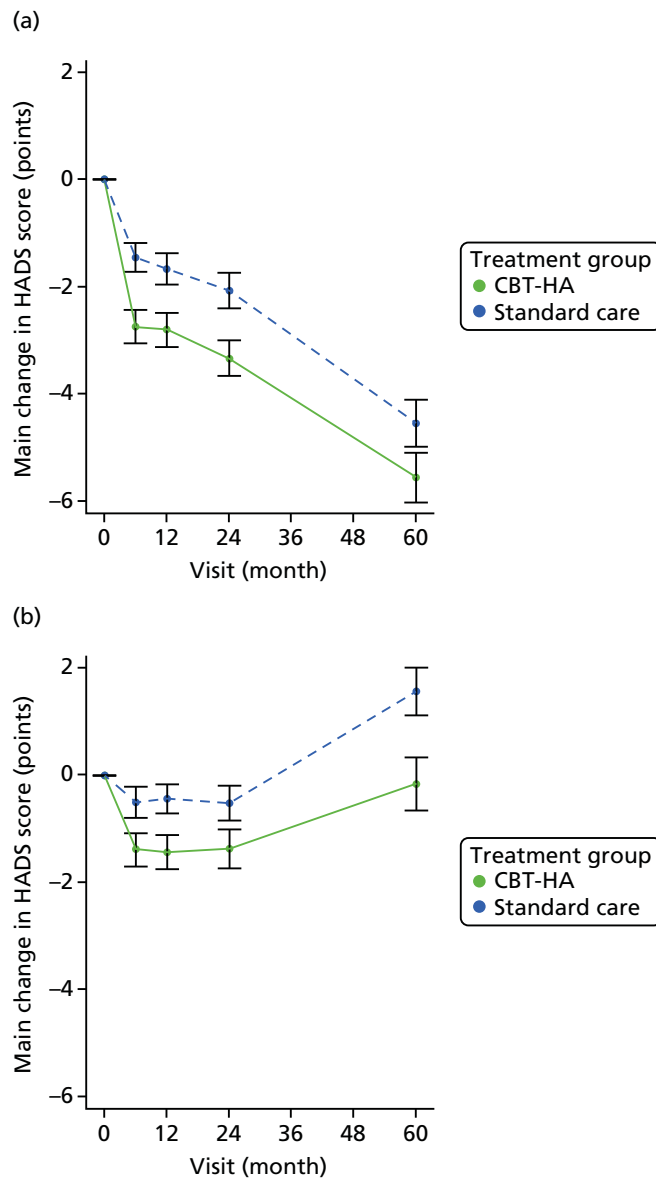 (a)
Main change in HADS score (points)
2
0
–2
–4
–6
0 12 24 36 48 60
Visit (month)
Treatment group
CBT-HA
Standard care
(b)
Main change in HADS score (points)
2
0
–2
–4
–6
0 12 24 36 48 60
Visit (month)
Treatment group
CBT-HA
Standard care